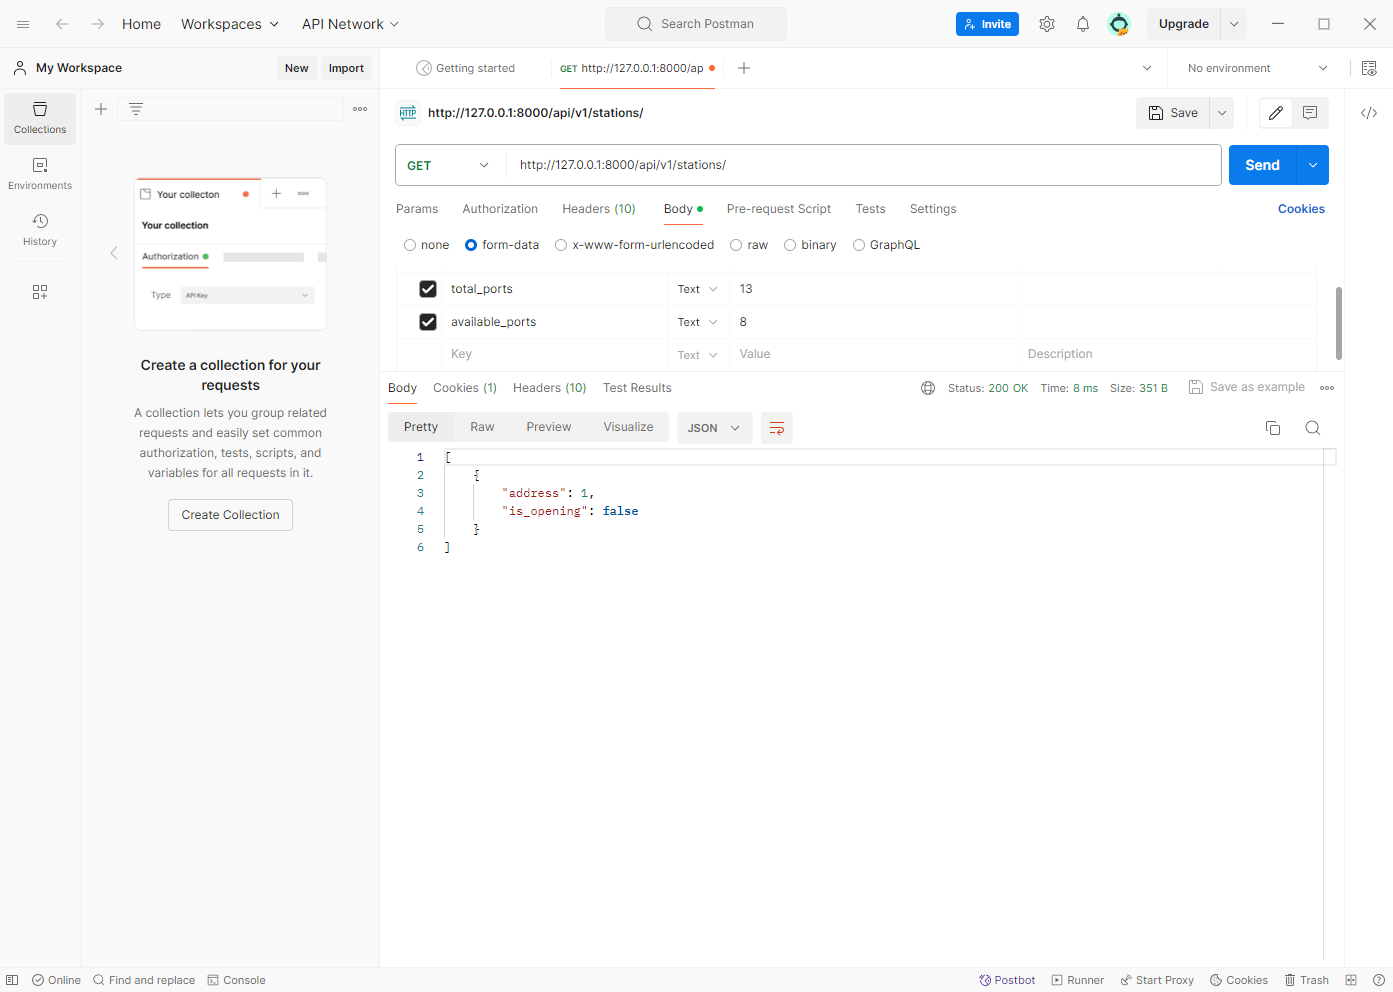 Home Workspaces API Network Search Postman Invite Upgrade
My Workspace New Import Getting started GET http://127.0.0.1:8000/ap No environment
Collections
Environments
History
Your collecton
Your collection
Authorization
Type API Key
Create a collection for your
requests
A collection lets you group related
requests and easily set common
authorization, tests, scripts, and
variables for all requests in it.
Create Collection
HTTP http://127.0.0.1:8000/api/v1/stations/ Save
GET http://127.0.0.1:8000/api/v1/stations/ Send
Params Authorization Headers (10) Body Pre-request Script Tests Settings Cookies
none form-data x-www-form-urlencoded raw binary GraphQL
total_ports Text 13
available_ports Text 8
Key Text Value Description
Body Cookies (1) Headers (10) Test Results Status: 200 OK Time: 8 ms Size: 351 B Save as example
Pretty Raw Preview Visualize JSON
1 [
2 {
3 "address": 1,
4 "is_opening": false
5 }
6 ]
Online Find and replace Console Postbot Runner Start Proxy Cookies Trash